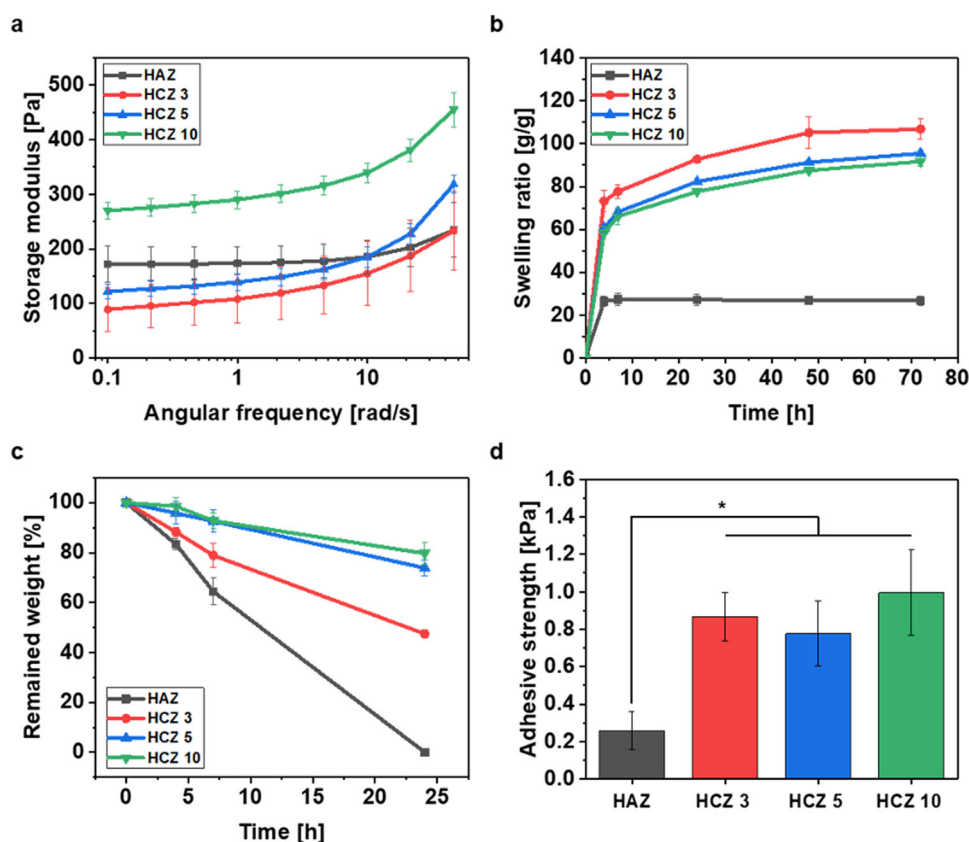 a
Storage modulus [Pa]
500
400
300
200
100
0
HAZ
HCZ 3
HCZ 5
HCZ 10
0.1
1
10
Angular frequency [rad/s]
b
Swelling ratio [g/g]
140
120
100
80
60
40
20
0
HAZ
HCZ 3
HCZ 5
HCZ 10
0
10
20
30
40
50
60
70
80
Time [h]
c
Remained weight [%]
100
80
60
40
20
0
HAZ
HCZ 3
HCZ 5
HCZ 10
0
5
10
15
20
25
Time [h]
d
Adhesive strength [kPa]
1.6
1.4
1.2
1.0
0.8
0.6
0.4
0.2
0.0
*
HAZ
HCZ 3
HCZ 5
HCZ 10